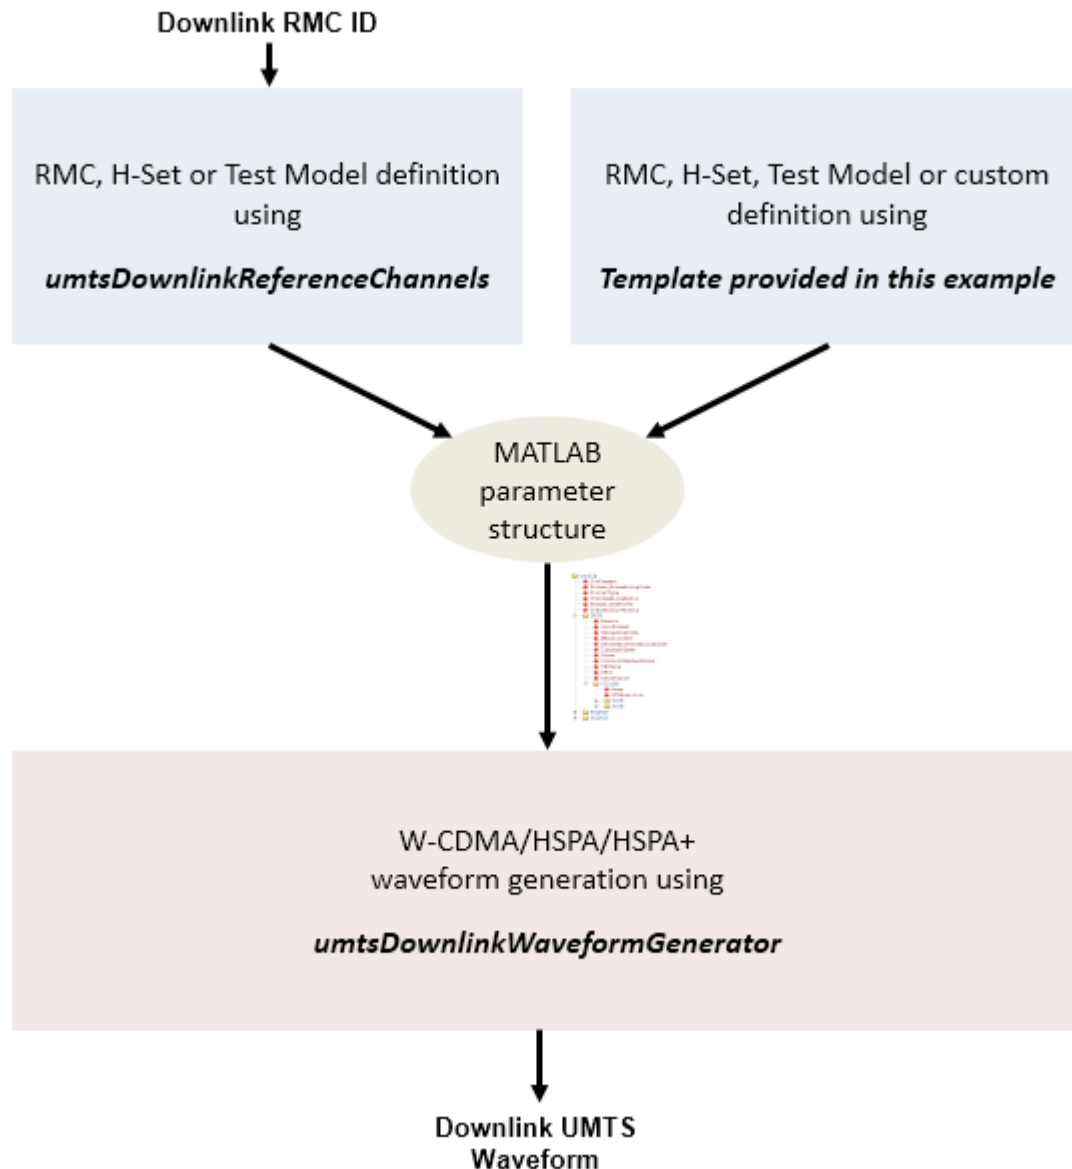 Downlink RMC ID
RMC, H-Set or Test Model definition
using
umtsDownlinkReferenceChannels
RMC, H-Set, Test Model or custom
definition using
Template provided in this example
MATLAB
parameter
structure
W-CDMA/HSPA/HSPA+
waveform generation using
umtsDownlinkWaveformGenerator
Downlink UMTS
Waveform